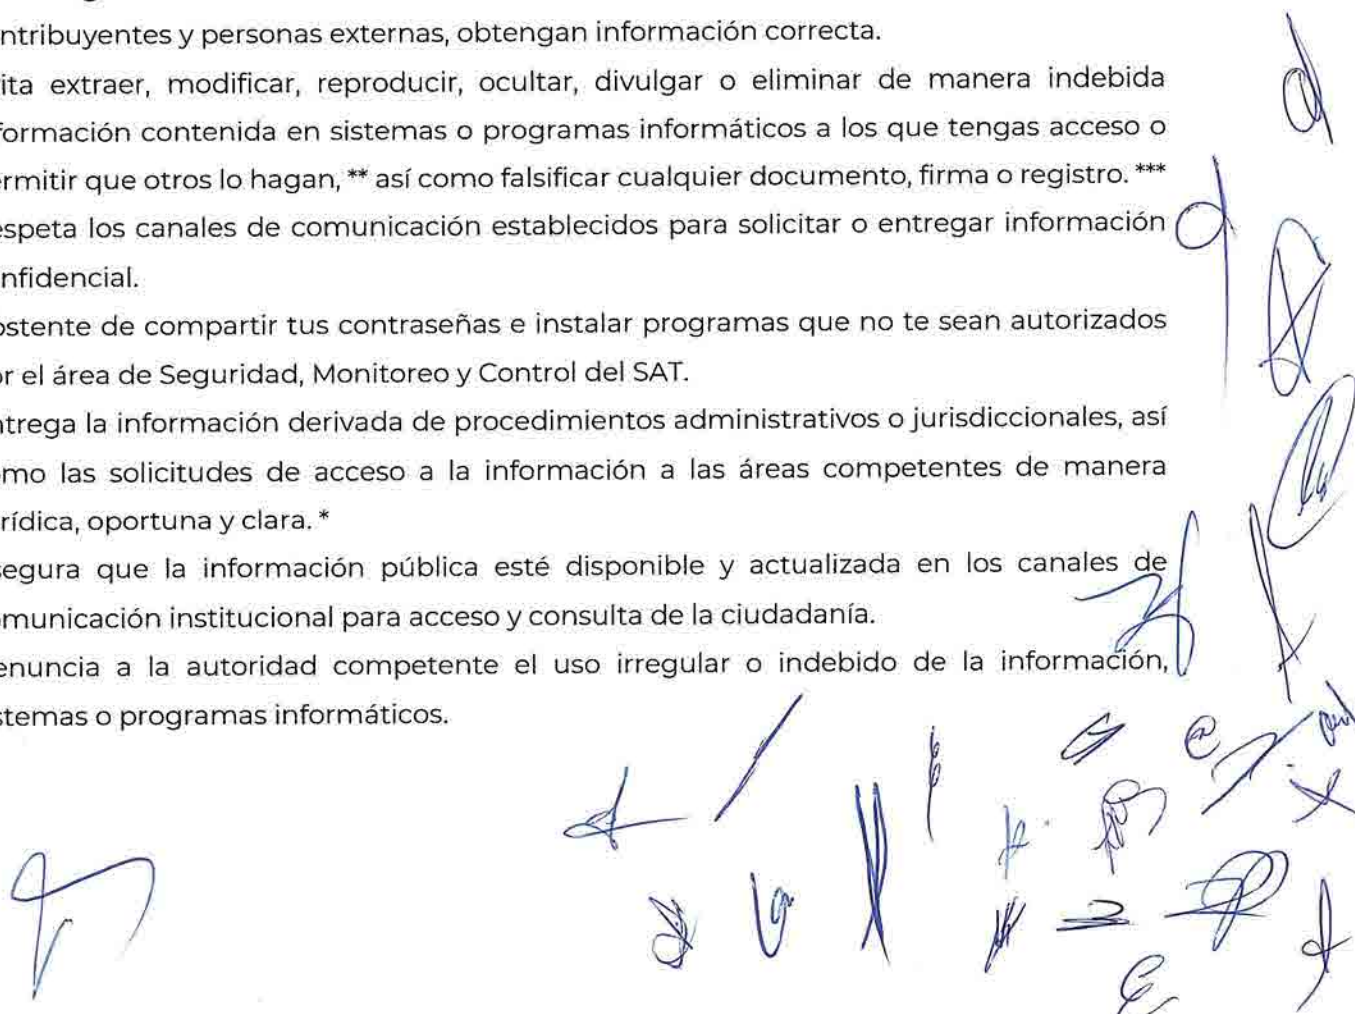 ntribuyentes y personas externas, obtengan información correcta.
ita extraer, modificar, reproducir, ocultar, divulgar o eliminar de manera indebida
formación contenida en sistemas o programas informáticos a los que tengas acceso o
rmitir que otros lo hagan, ** así como falsificar cualquier documento, firma o registro. ***
espeta los canales de comunicación establecidos para solicitar o entregar información
nfidencial.
ostente de compartir tus contraseñas e instalar programas que no te sean autorizados
or el área de Seguridad, Monitoreo y Control del SAT.
ntrega la información derivada de procedimientos administrativos o jurisdiccionales, así
omo las solicitudes de acceso a la información a las áreas competentes de manera
rídica, oportuna y clara. *
segura que la información pública esté disponible y actualizada en los canales de
omunicación institucional para acceso y consulta de la ciudadanía.
enuncia a la autoridad competente el uso irregular o indebido de la información,
stemas o programas informáticos.